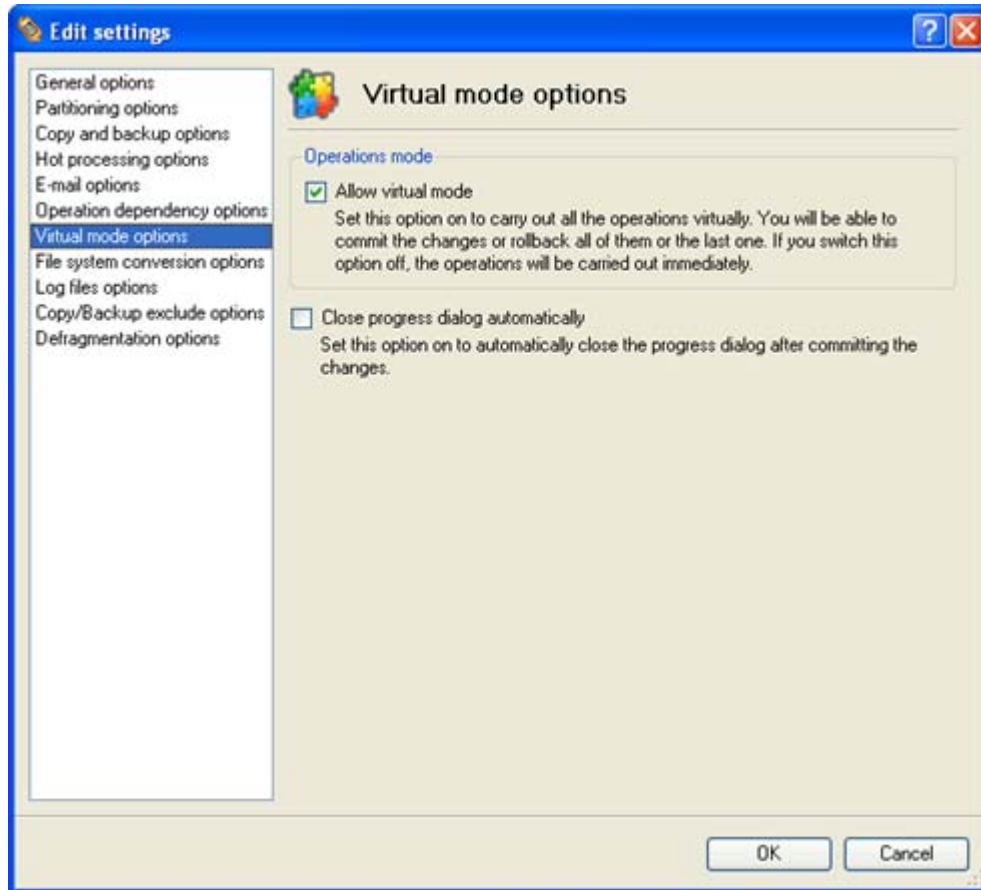 Edit settings
General options
Partitioning options
Copy and backup options
Hot processing options
E-mail options
Operation dependency options
Virtual mode options
File system conversion options
Log files options
Copy/Backup exclude options
Defragmentation options
Virtual mode options
Operations mode
Allow virtual mode
Set this option on to carry out all the operations virtually. You will be able to
commit the changes or rollback all of them or the last one. If you switch this
option off, the operations will be carried out immediately.
Close progress dialog automatically
Set this option on to automatically close the progress dialog after committing the
changes.
OK
Cancel